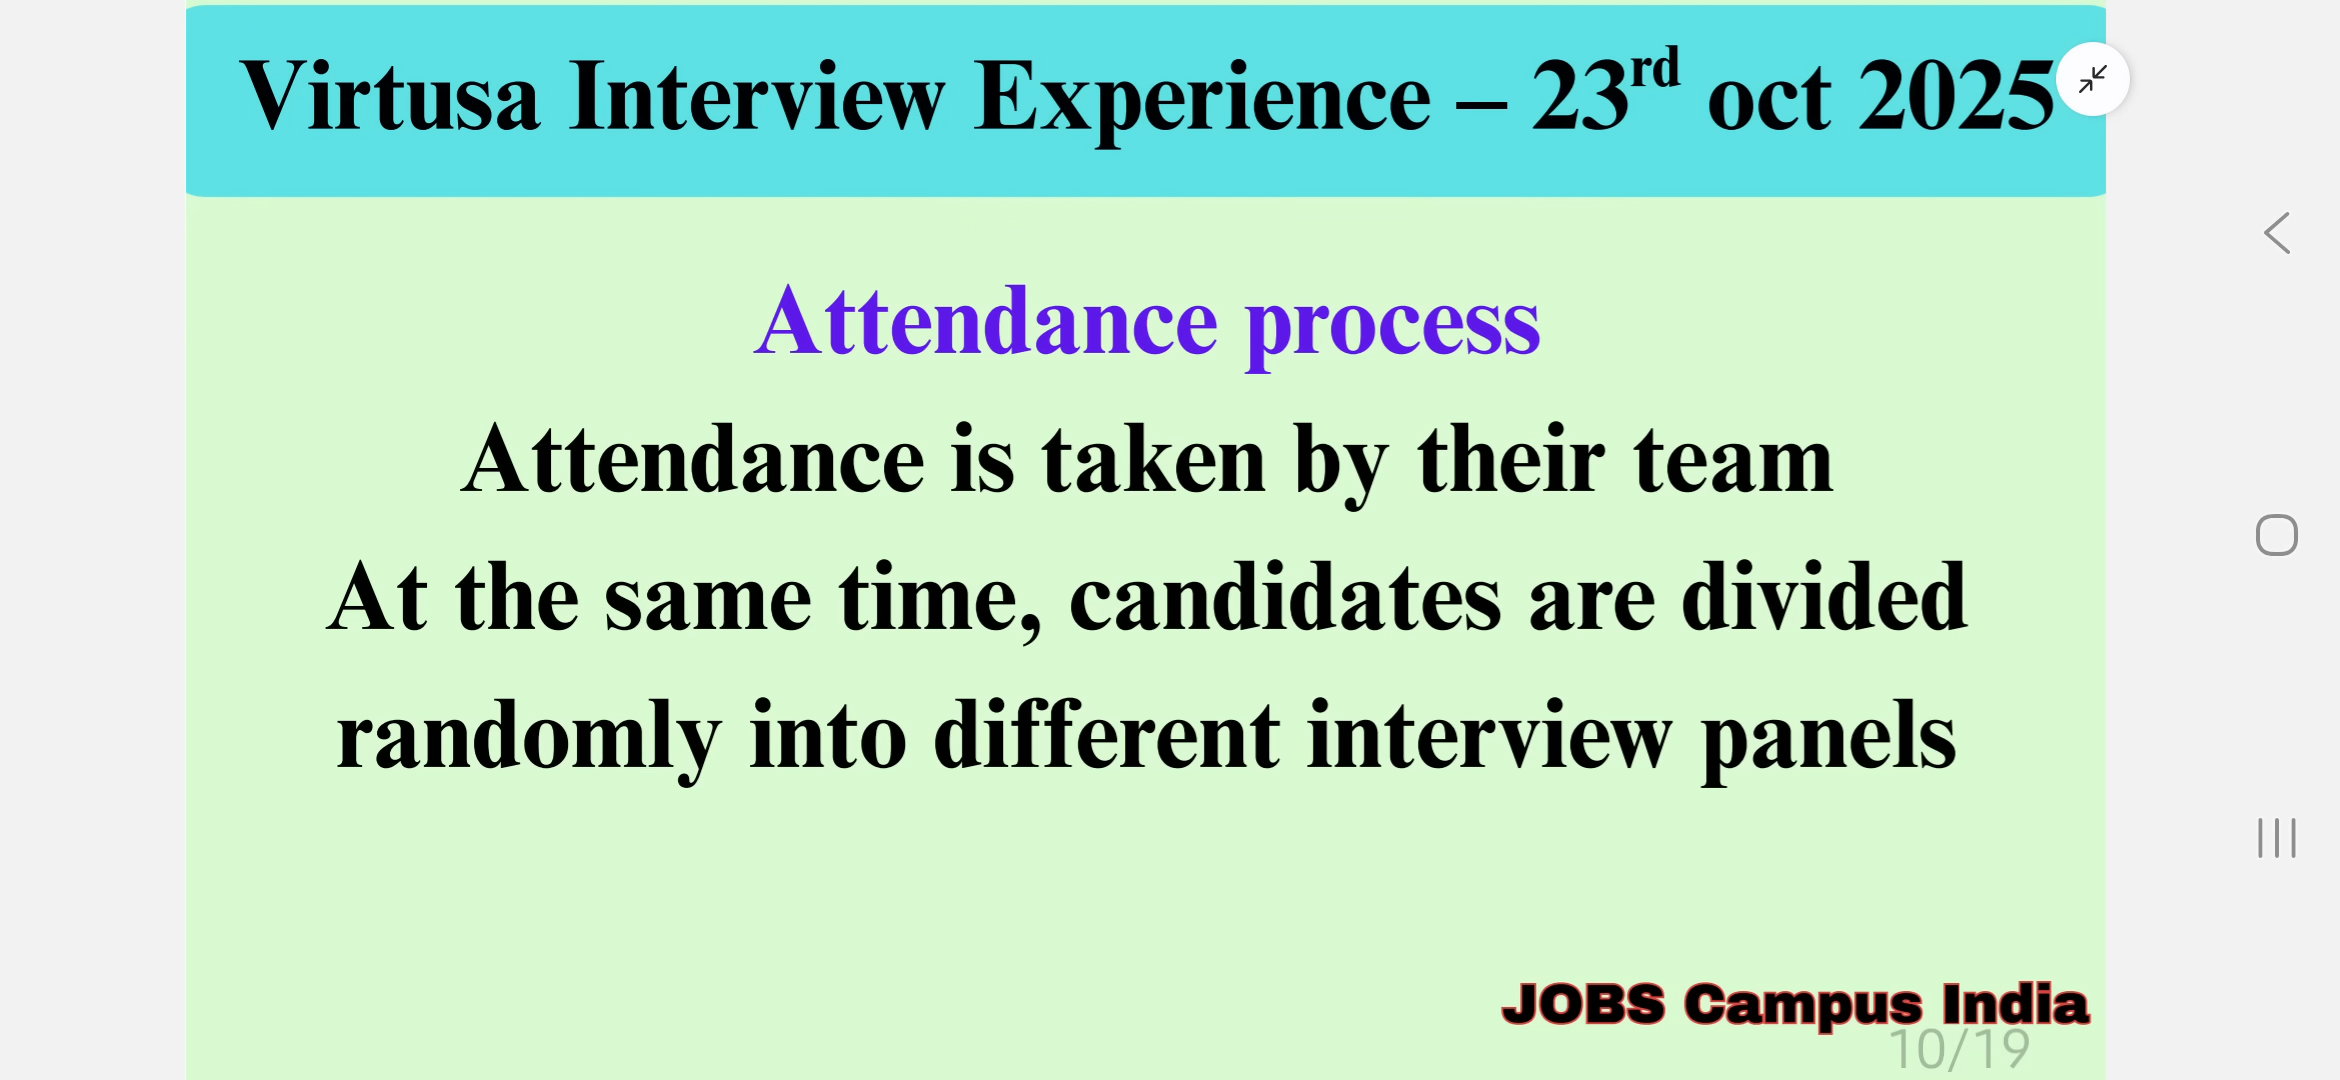 Virtusa Interview Experience – 23rd oct 2025
Attendance process
Attendance is taken by their team
At the same time, candidates are divided
randomly into different interview panels
JOBS Campus India
10/19